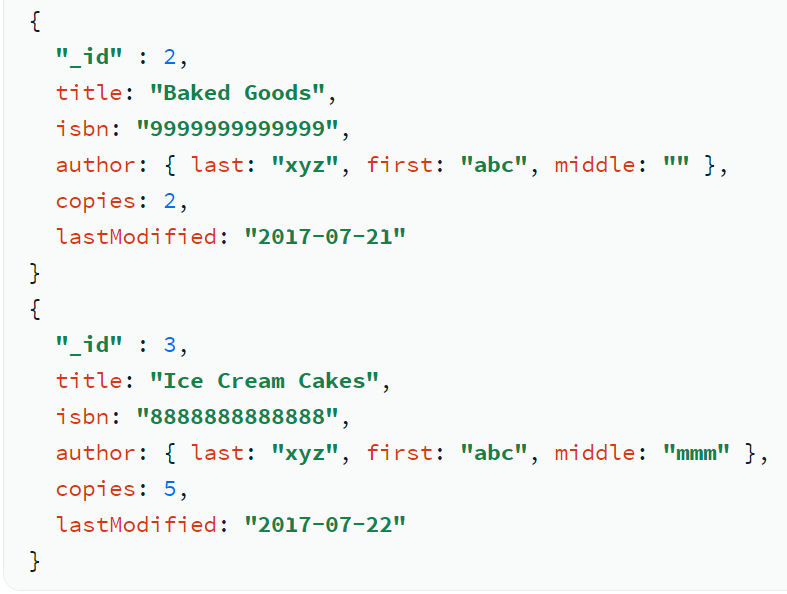 {
"_id" : 2,
title: "Baked Goods",
isbn: "9999999999999",
author: { last: "xyz", first: "abc", middle: "" },
copies: 2,
lastModified: "2017-07-21"
}
{
"_id" : 3,
title: "Ice Cream Cakes",
isbn: "8888888888888",
author: { last: "xyz", first: "abc", middle: "mmm" },
copies: 5,
lastModified: "2017-07-22"
}